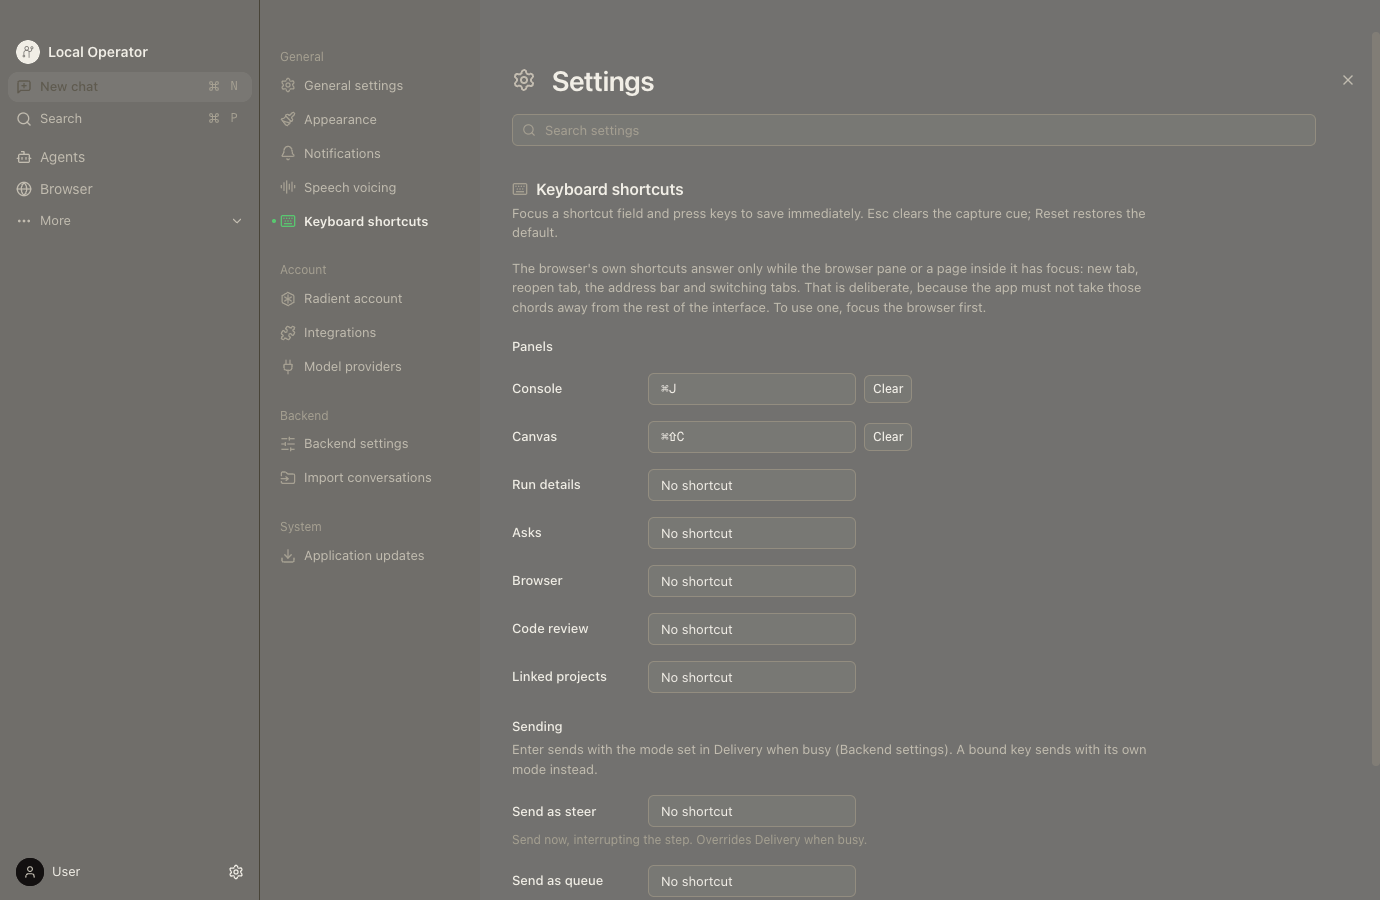 Local Operator
New chat ⌘ N
Search ⌘ P
Agents
Browser
More
User
General
General settings
Appearance
Notifications
Speech voicing
Keyboard shortcuts
Account
Radient account
Integrations
Model providers
Backend
Backend settings
Import conversations
System
Application updates
Settings
Search settings
Keyboard shortcuts
Focus a shortcut field and press keys to save immediately. Esc clears the capture cue; Reset restores the
default.
The browser's own shortcuts answer only while the browser pane or a page inside it has focus: new tab,
reopen tab, the address bar and switching tabs. That is deliberate, because the app must not take those
chords away from the rest of the interface. To use one, focus the browser first.
Panels
Console ⌘J Clear
Canvas ⌘⇧C Clear
Run details No shortcut
Asks No shortcut
Browser No shortcut
Code review No shortcut
Linked projects No shortcut
Sending
Enter sends with the mode set in Delivery when busy (Backend settings). A bound key sends with its own
mode instead.
Send as steer No shortcut
Send now, interrupting the step. Overrides Delivery when busy.
Send as queue No shortcut